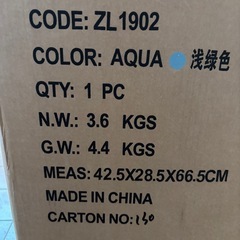 CODE: ZL1902
COLOR: AQUA 浅绿色
QTY: 1 PC
N.W.: 3.6 KGS
G.W.: 4.4 KGS
MEAS: 42.5X28.5X66.5CM
MADE IN CHINA
CARTON NO: 130